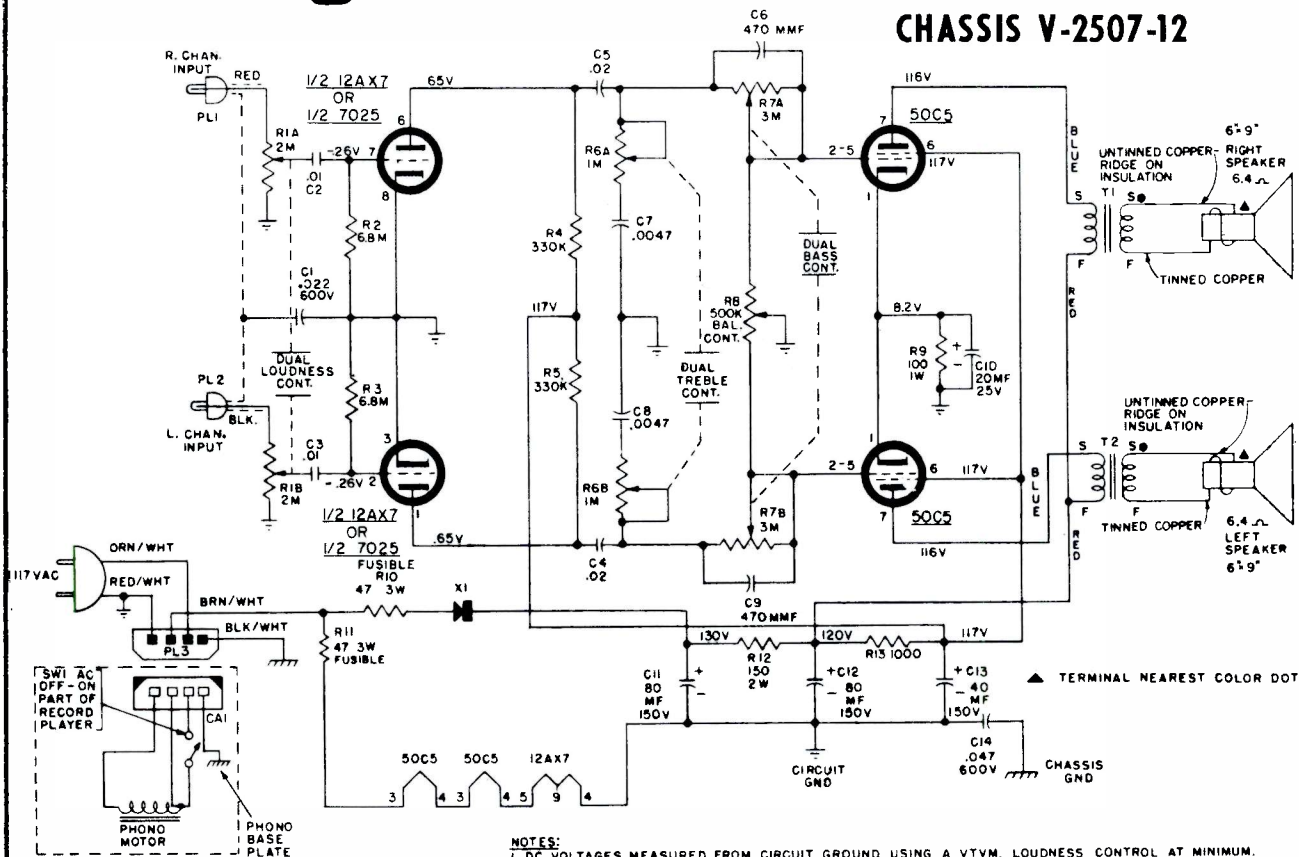 CHASSIS V-2507-12
R. CHAN.
INPUT
RED
PL1
R1A
2M
1/2 12AX7
OR
1/2 7025
65V
6
-.26V
7
.01
C2
8
R2
6.8M
C1
.022
600V
DUAL
LOUDNESS
CONT.
PL2
BLK.
L. CHAN.
INPUT
R3
6.8M
C3
.01
-.26V
2
3
1
R1B
2M
1/2 12AX7
OR
1/2 7025
.65V
C5
.02
R6A
1M
R4
330K
C7
.0047
117V
R5
330K
C8
.0047
R6B
1M
C4
.02
DUAL
TREBLE
CONT.
C6
470 MMF
R7A
3M
DUAL
BASS
CONT.
R8
500K
BAL.
CONT.
R7B
3M
C9
470 MMF
116V
7
50C5
2-5
6
117V
1
8.2V
R9
100
1W
+
-
C10
20MF
25V
1
2-5
6
117V
50C5
7
116V
BLUE
RED
UNTINNED COPPER-
RIDGE ON
INSULATION
6"x9"
RIGHT
SPEAKER
6.4 Ω
S
T1
S
F
F
TINNED COPPER
BLUE
RED
UNTINNED COPPER-
RIDGE ON
INSULATION
S
T2
S
F
F
TINNED COPPER
6.4 Ω
LEFT
SPEAKER
6"x9"
117VAC
ORN/WHT
RED/WHT
BRN/WHT
BLK/WHT
PL3
FUSIBLE
R10
47 3W
X1
R11
47 3W
FUSIBLE
130V
R12
150
2W
120V
R13 1000
117V
C11
80
MF
150V
+
-
+C12
-
80
MF
150V
+C13
-
40
MF
150V
C14
.047
600V
CIRCUIT
GND
CHASSIS
GND
▲ TERMINAL NEAREST COLOR DOT
SW1 AC
OFF-ON
PART OF
RECORD
PLAYER
CA1
PHONO
MOTOR
PHONO
BASE
PLATE
50C5
50C5
12AX7
3
4
3
4
5
9
4
NOTES:
1. DC VOLTAGES MEASURED FROM CIRCUIT GROUND USING A VTVM, LOUDNESS CONTROL AT MINIMUM.